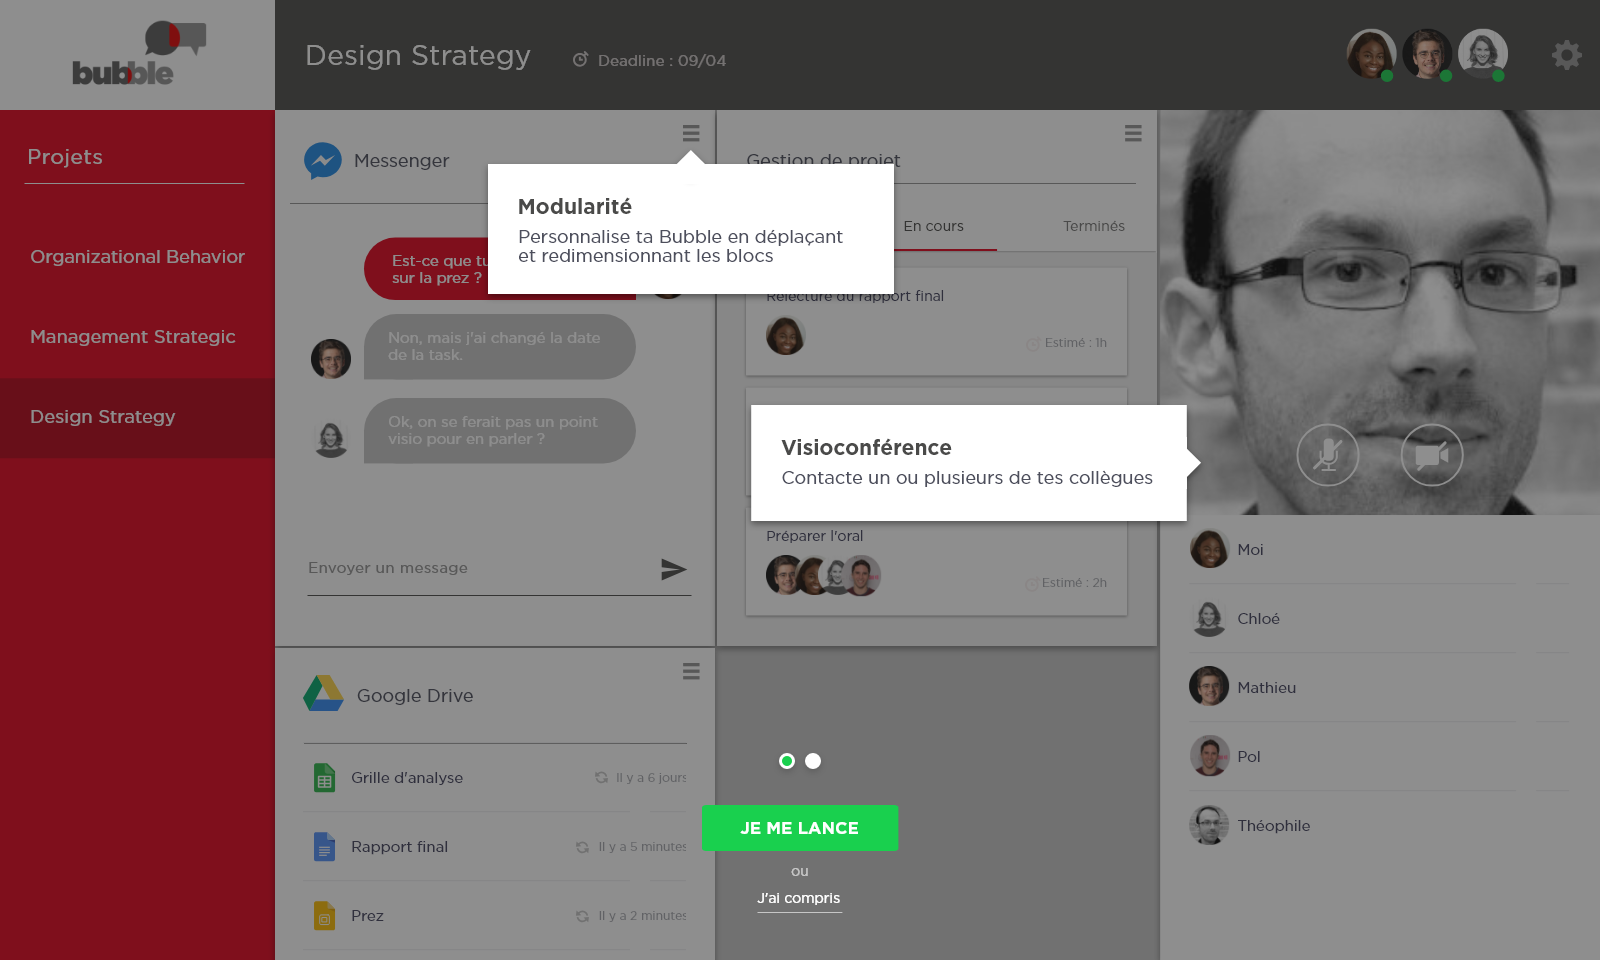 bubble
Design Strategy
Deadline : 09/04
Projets
Organizational Behavior
Management Strategic
Design Strategy
Messenger
Est-ce que tu
sur la prez ?
Non, mais j'ai changé la date
de la task.
Ok, on se ferait pas un point
visio pour en parler ?
Envoyer un message
Modularité
Personnalise ta Bubble en déplaçant
et redimensionnant les blocs
Gestion de projet
En cours
Terminés
Relecture du rapport final
Estimé : 1h
Visioconférence
Contacte un ou plusieurs de tes collègues
Préparer l'oral
Estimé : 2h
Moi
Chloé
Mathieu
Pol
Théophile
Google Drive
Grille d'analyse
Il y a 6 jours
Rapport final
Il y a 5 minutes
Prez
Il y a 2 minutes
JE ME LANCE
ou
J'ai compris